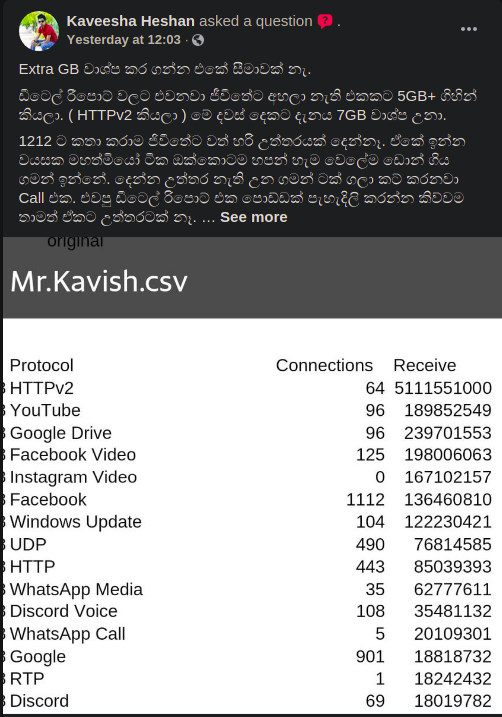 Kaveesha Heshan asked a question ? .
Yesterday at 12:03 ·
Extra GB වාශ්ප කර ගන්න එකේ සීමාවක් නෑ.
ඩීටෙල් රිපොට් වලට එවනවා ජීවිතේට අහලා නැති එකකට 5GB+ ගිහින් කියලා. ( HTTPv2 කියලා ) මේ දවස් දෙකට දැනය 7GB වාශ්ප උනා.
1212 ට කතා කරාම ජිවිතේට වත් හරි උත්තරයක් දෙන්නෑ. ඒකේ ඉන්න
වයසක මහත්මියෝ ටික ඔක්කොටම හපන් හැම වෙලේම ඩොන් ගිය
ගමන් ඉන්නේ. දෙන්න උත්තර නැති උන ගමන් ටක් ගලා කට් කරනවා
Call එක. එවපු ඩීටෙල් රිපොට් එක පොඩ්ඩක් පැහැදිලි කරන්න කිව්වම
තාමත් ඒකට උත්තරටක් නෑ. … See more
original
Mr.Kavish.csv
Protocol Connections Receive
HTTPv2 64 5111551000
YouTube 96 189852549
Google Drive 96 239701553
Facebook Video 125 198006063
Instagram Video 0 167102157
Facebook 1112 136460810
Windows Update 104 122230421
UDP 490 76814585
HTTP 443 85039393
WhatsApp Media 35 62777611
Discord Voice 108 35481132
WhatsApp Call 5 20109301
Google 901 18818732
RTP 1 18242432
Discord 69 18019782